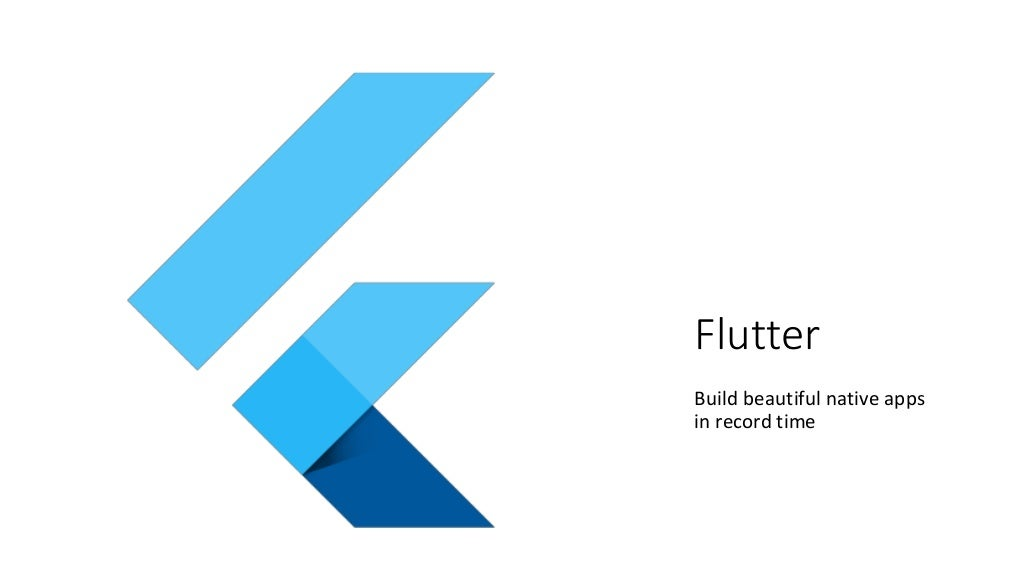 Flutter
Build beautiful native apps
in record time